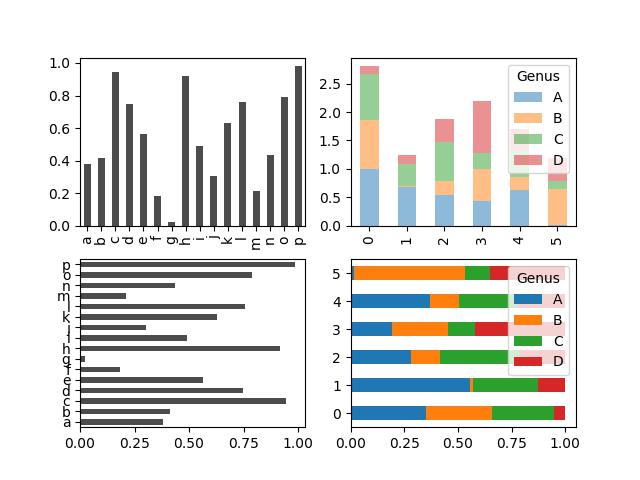 1.0
0.8
0.6
0.4
0.2
0.0
a b c d e f g h i j k l m n o p
2.5
2.0
1.5
1.0
0.5
0.0
0 1 2 3 4 5
Genus
A
B
C
D
p
o
n
m
l
k
j
i
h
g
f
e
d
c
b
a
0.00 0.25 0.50 0.75 1.00
5
4
3
2
1
0
0.00 0.25 0.50 0.75 1.00
Genus
A
B
C
D